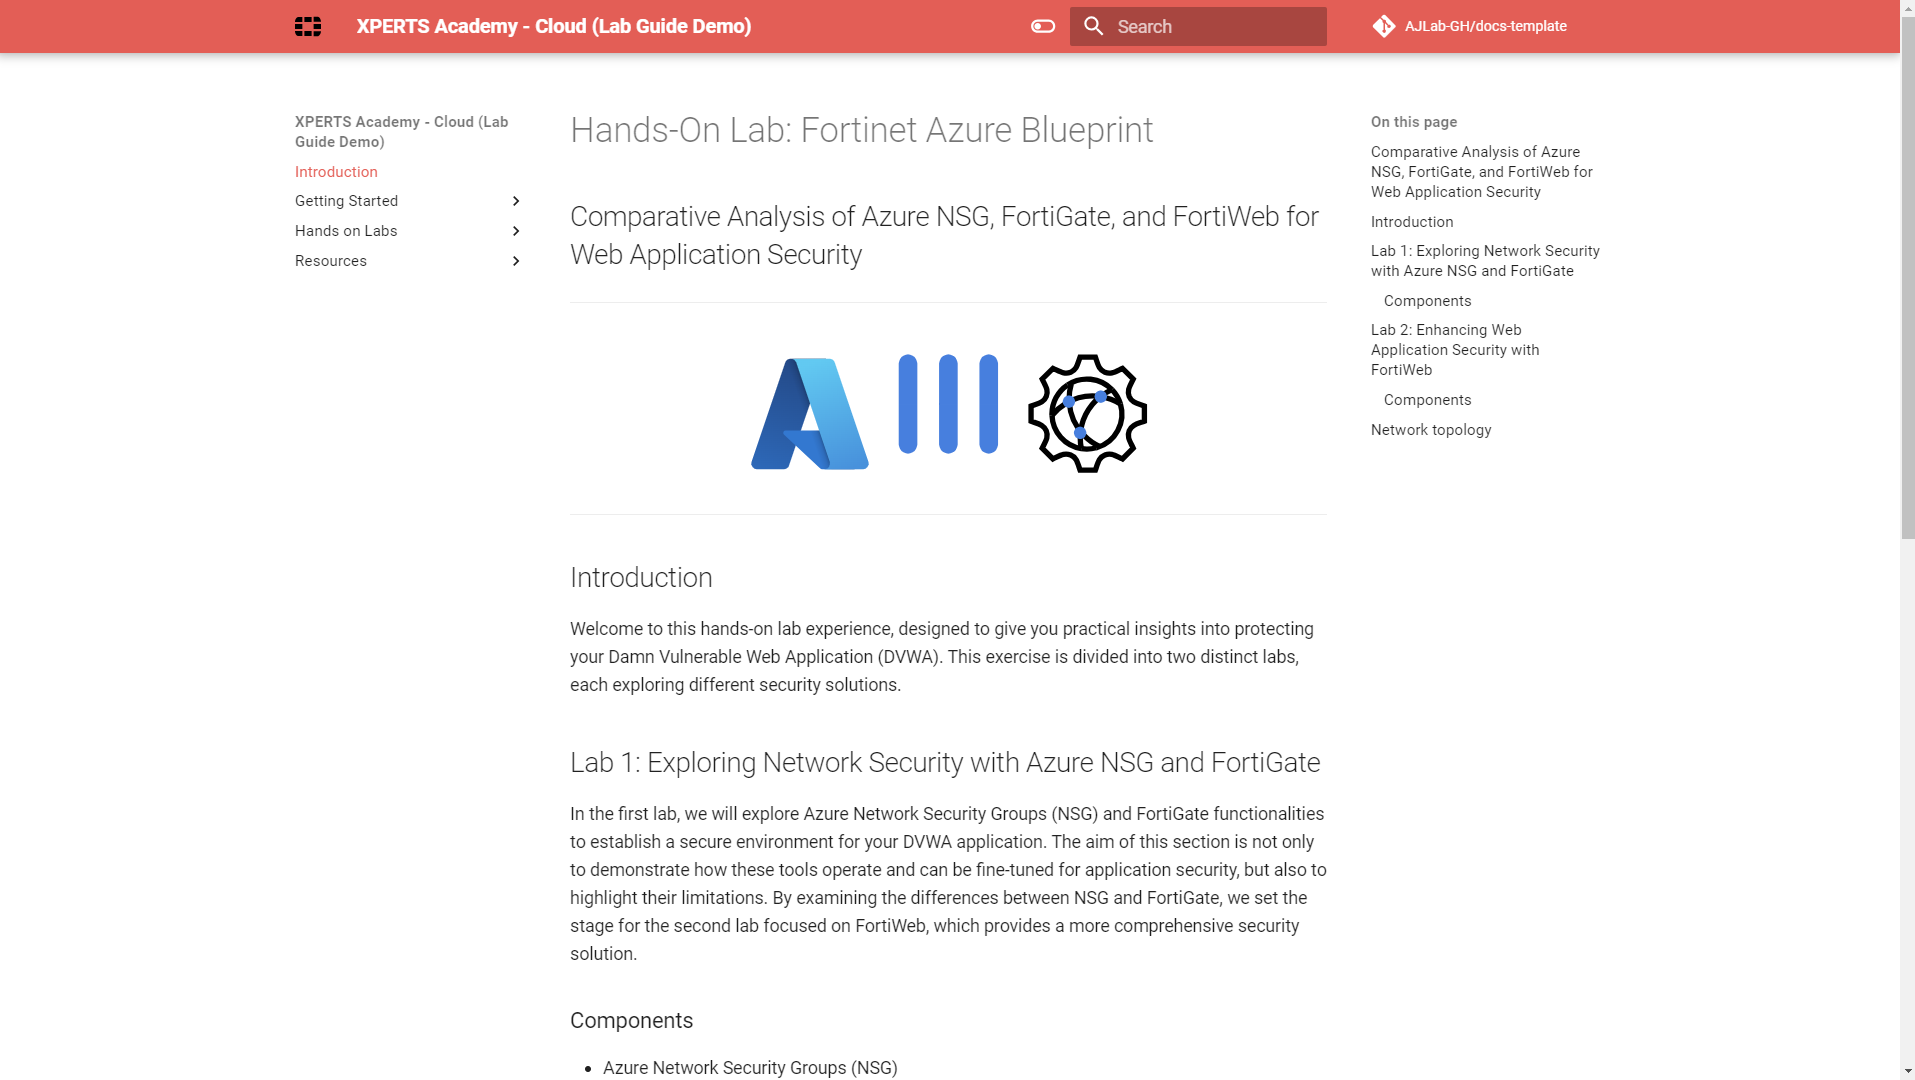 XPERTS Academy - Cloud (Lab Guide Demo)
Search
AJLab-GH/docs-template
XPERTS Academy - Cloud (Lab
Guide Demo)
Introduction
Getting Started
Hands on Labs
Resources
Hands-On Lab: Fortinet Azure Blueprint
Comparative Analysis of Azure NSG, FortiGate, and FortiWeb for
Web Application Security
Introduction
Welcome to this hands-on lab experience, designed to give you practical insights into protecting
your Damn Vulnerable Web Application (DVWA). This exercise is divided into two distinct labs,
each exploring different security solutions.
Lab 1: Exploring Network Security with Azure NSG and FortiGate
In the first lab, we will explore Azure Network Security Groups (NSG) and FortiGate functionalities
to establish a secure environment for your DVWA application. The aim of this section is not only
to demonstrate how these tools operate and can be fine-tuned for application security, but also to
highlight their limitations. By examining the differences between NSG and FortiGate, we set the
stage for the second lab focused on FortiWeb, which provides a more comprehensive security
solution.
Components
• Azure Network Security Groups (NSG)
On this page
Comparative Analysis of Azure
NSG, FortiGate, and FortiWeb for
Web Application Security
Introduction
Lab 1: Exploring Network Security
with Azure NSG and FortiGate
Components
Lab 2: Enhancing Web
Application Security with
FortiWeb
Components
Network topology